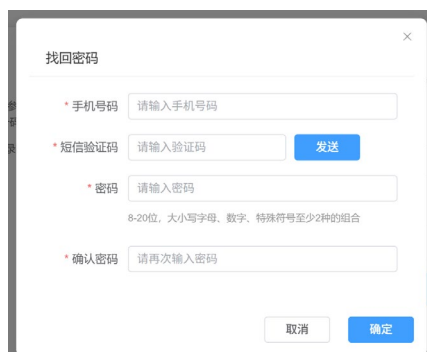 找回密码
* 手机号码 请输入手机号码
* 短信验证码 请输入验证码 发送
* 密码 请输入密码
8-20位，大小写字母、数字、特殊符号至少2种的组合
* 确认密码 请再次输入密码
取消 确定